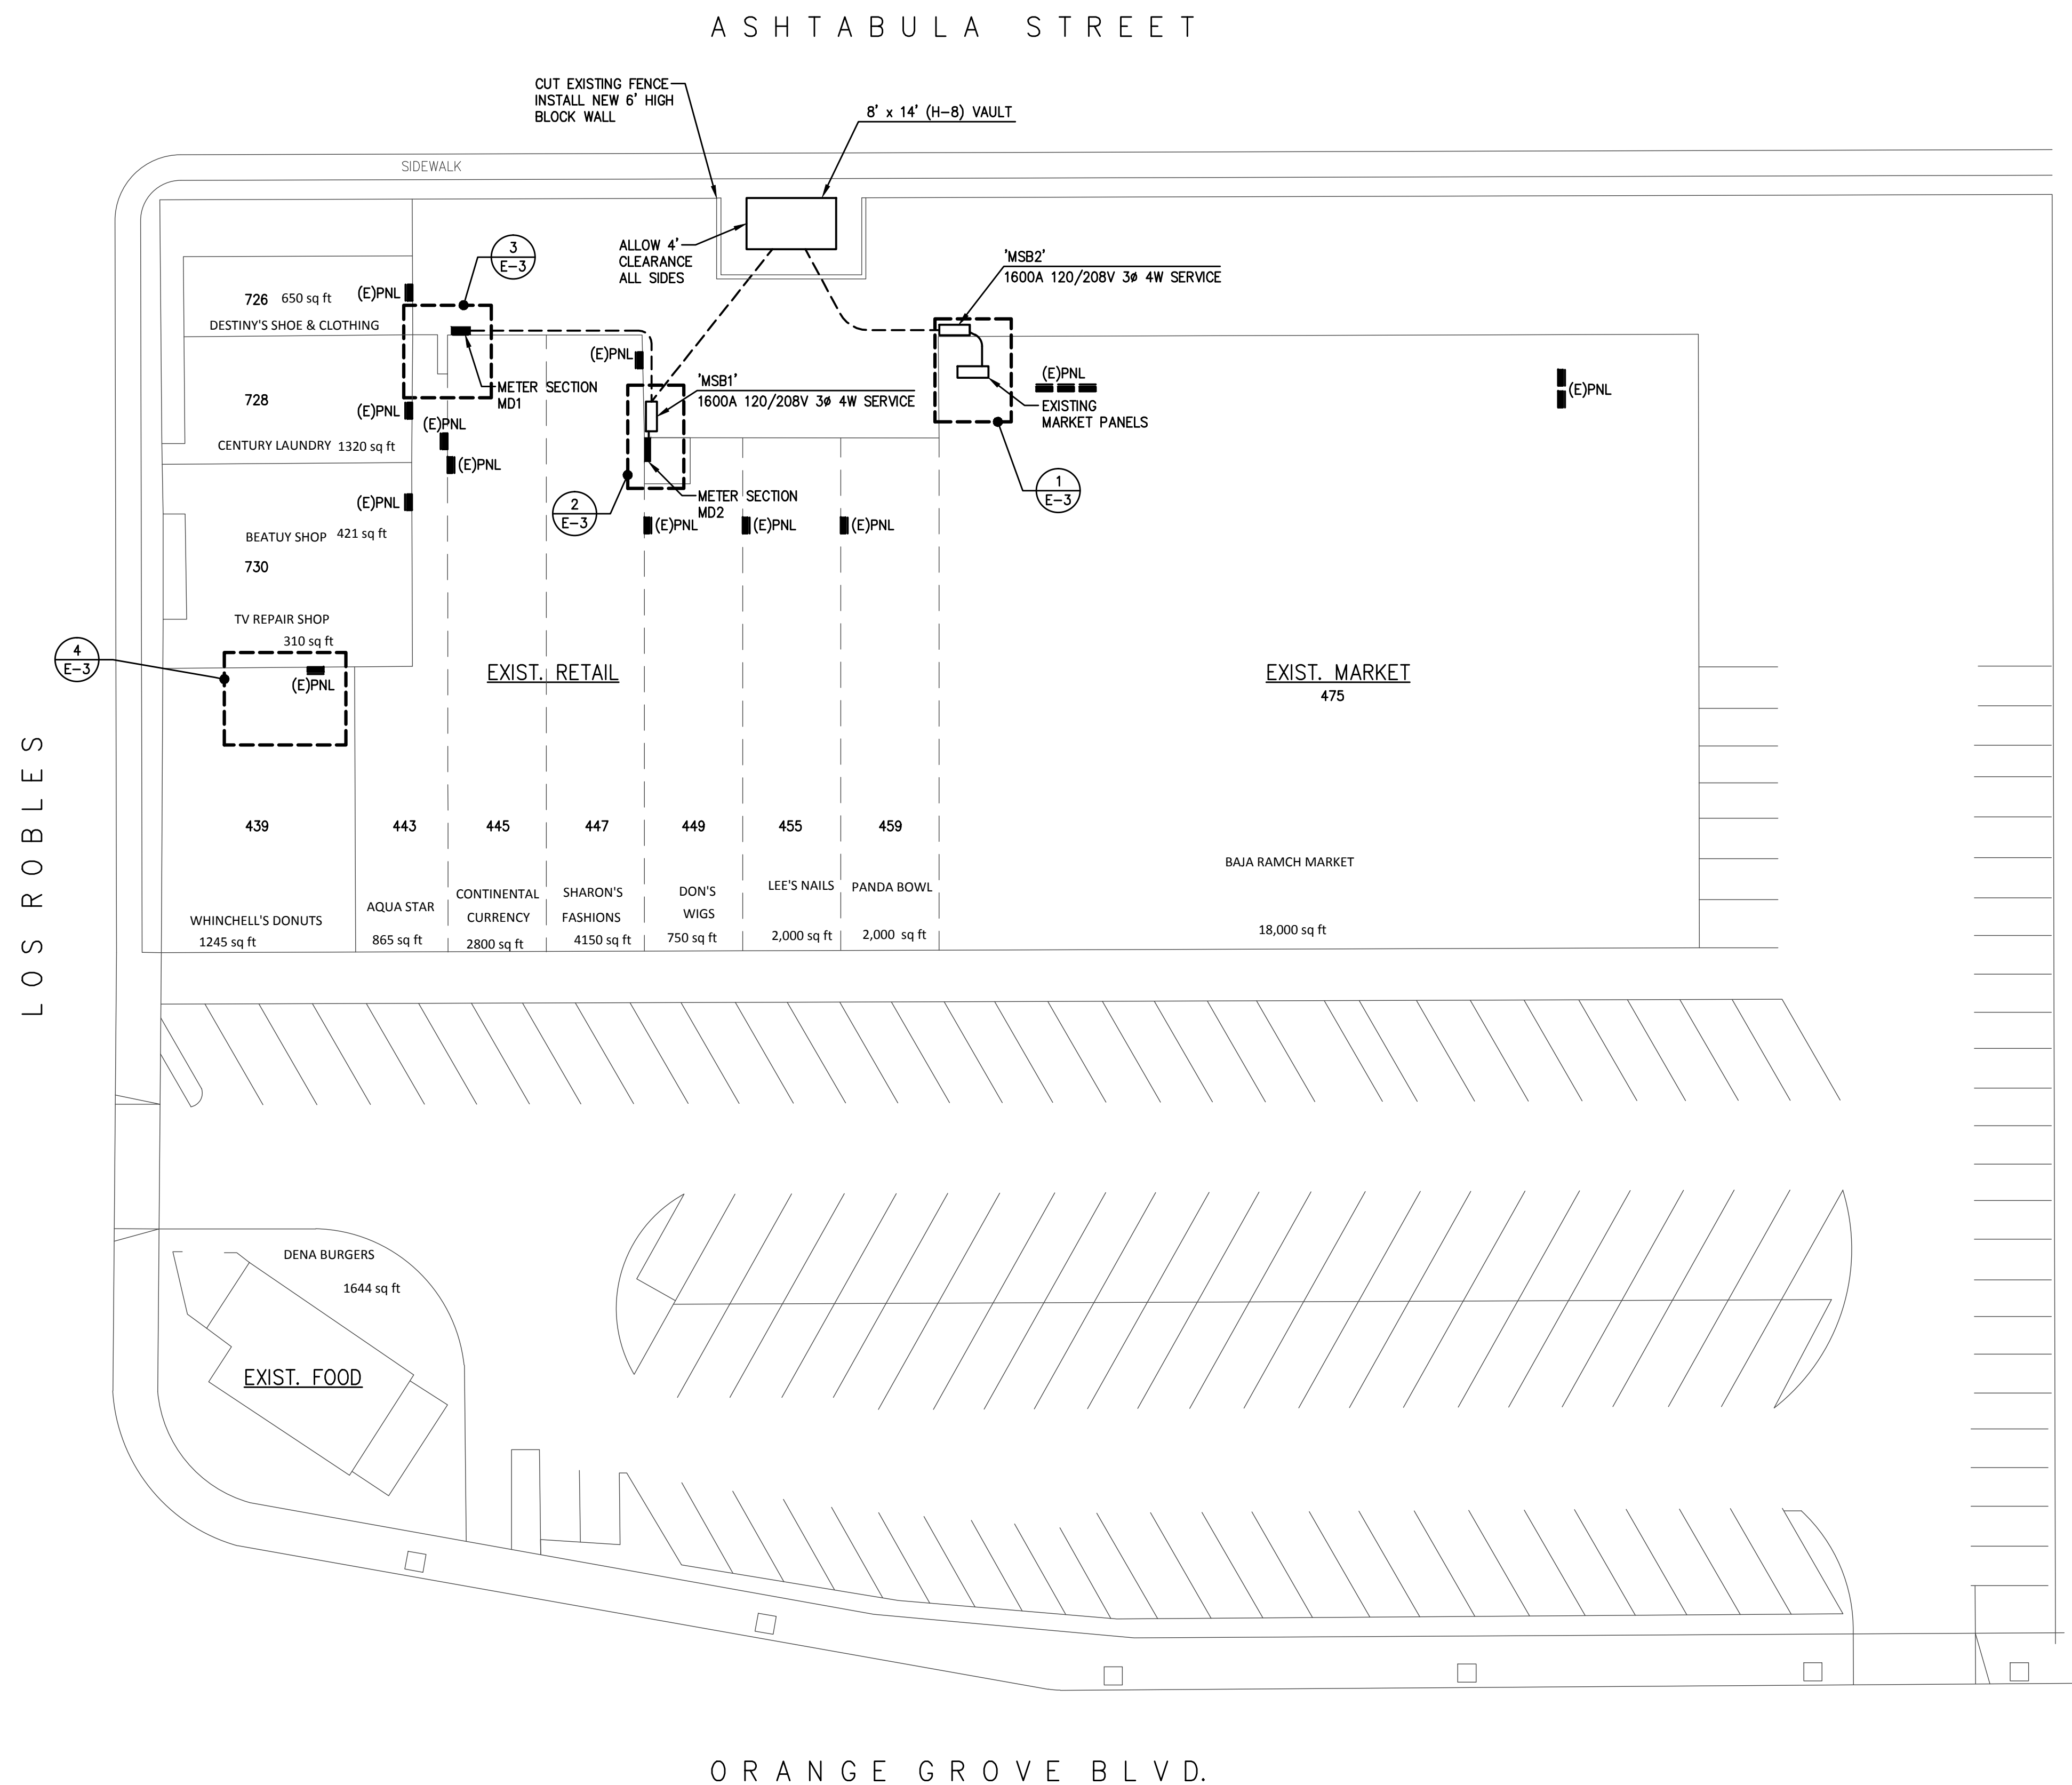 ASHTABULA STREET
CUT EXISTING FENCE
INSTALL NEW 6' HIGH
BLOCK WALL
8' x 14' (H-8) VAULT
SIDEWALK
ALLOW 4'
CLEARANCE
ALL SIDES
3
E-3
'MSB2'
1600A 120/208V 3ø 4W SERVICE
726 650 sq ft
(E)PNL
DESTINY'S SHOE & CLOTHING
(E)PNL
METER SECTION
MD1
'MSB1'
1600A 120/208V 3ø 4W SERVICE
(E)PNL
EXISTING
MARKET PANELS
(E)PNL
728
(E)PNL
(E)PNL
CENTURY LAUNDRY 1320 sq ft
(E)PNL
1
E-3
METER SECTION
MD2
2
E-3
(E)PNL
(E)PNL
(E)PNL
(E)PNL
BEATUY SHOP 421 sq ft
730
TV REPAIR SHOP
310 sq ft
4
E-3
(E)PNL
EXIST. RETAIL
EXIST. MARKET
475
LOS ROBLES
439
443
445
447
449
455
459
BAJA RAMCH MARKET
18,000 sq ft
WHINCHELL'S DONUTS
1245 sq ft
AQUA STAR
865 sq ft
CONTINENTAL
CURRENCY
2800 sq ft
SHARON'S
FASHIONS
4150 sq ft
DON'S
WIGS
750 sq ft
LEE'S NAILS
2,000 sq ft
PANDA BOWL
2,000 sq ft
DENA BURGERS
1644 sq ft
EXIST. FOOD
ORANGE GROVE BLVD.